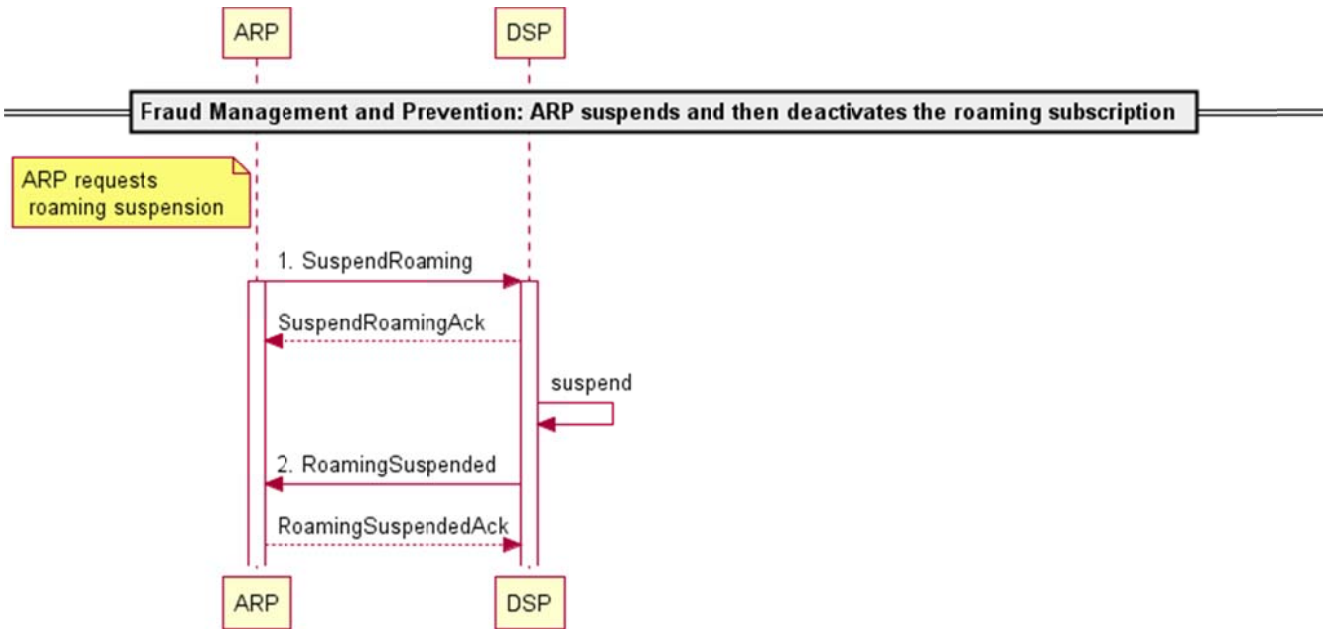 ARP
DSP
Fraud Management and Prevention: ARP suspends and then deactivates the roaming subscription
ARP requests
roaming suspension
1. SuspendRoaming
SuspendRoamingAck
suspend
2. RoamingSuspended
RoamingSuspendedAck
ARP
DSP